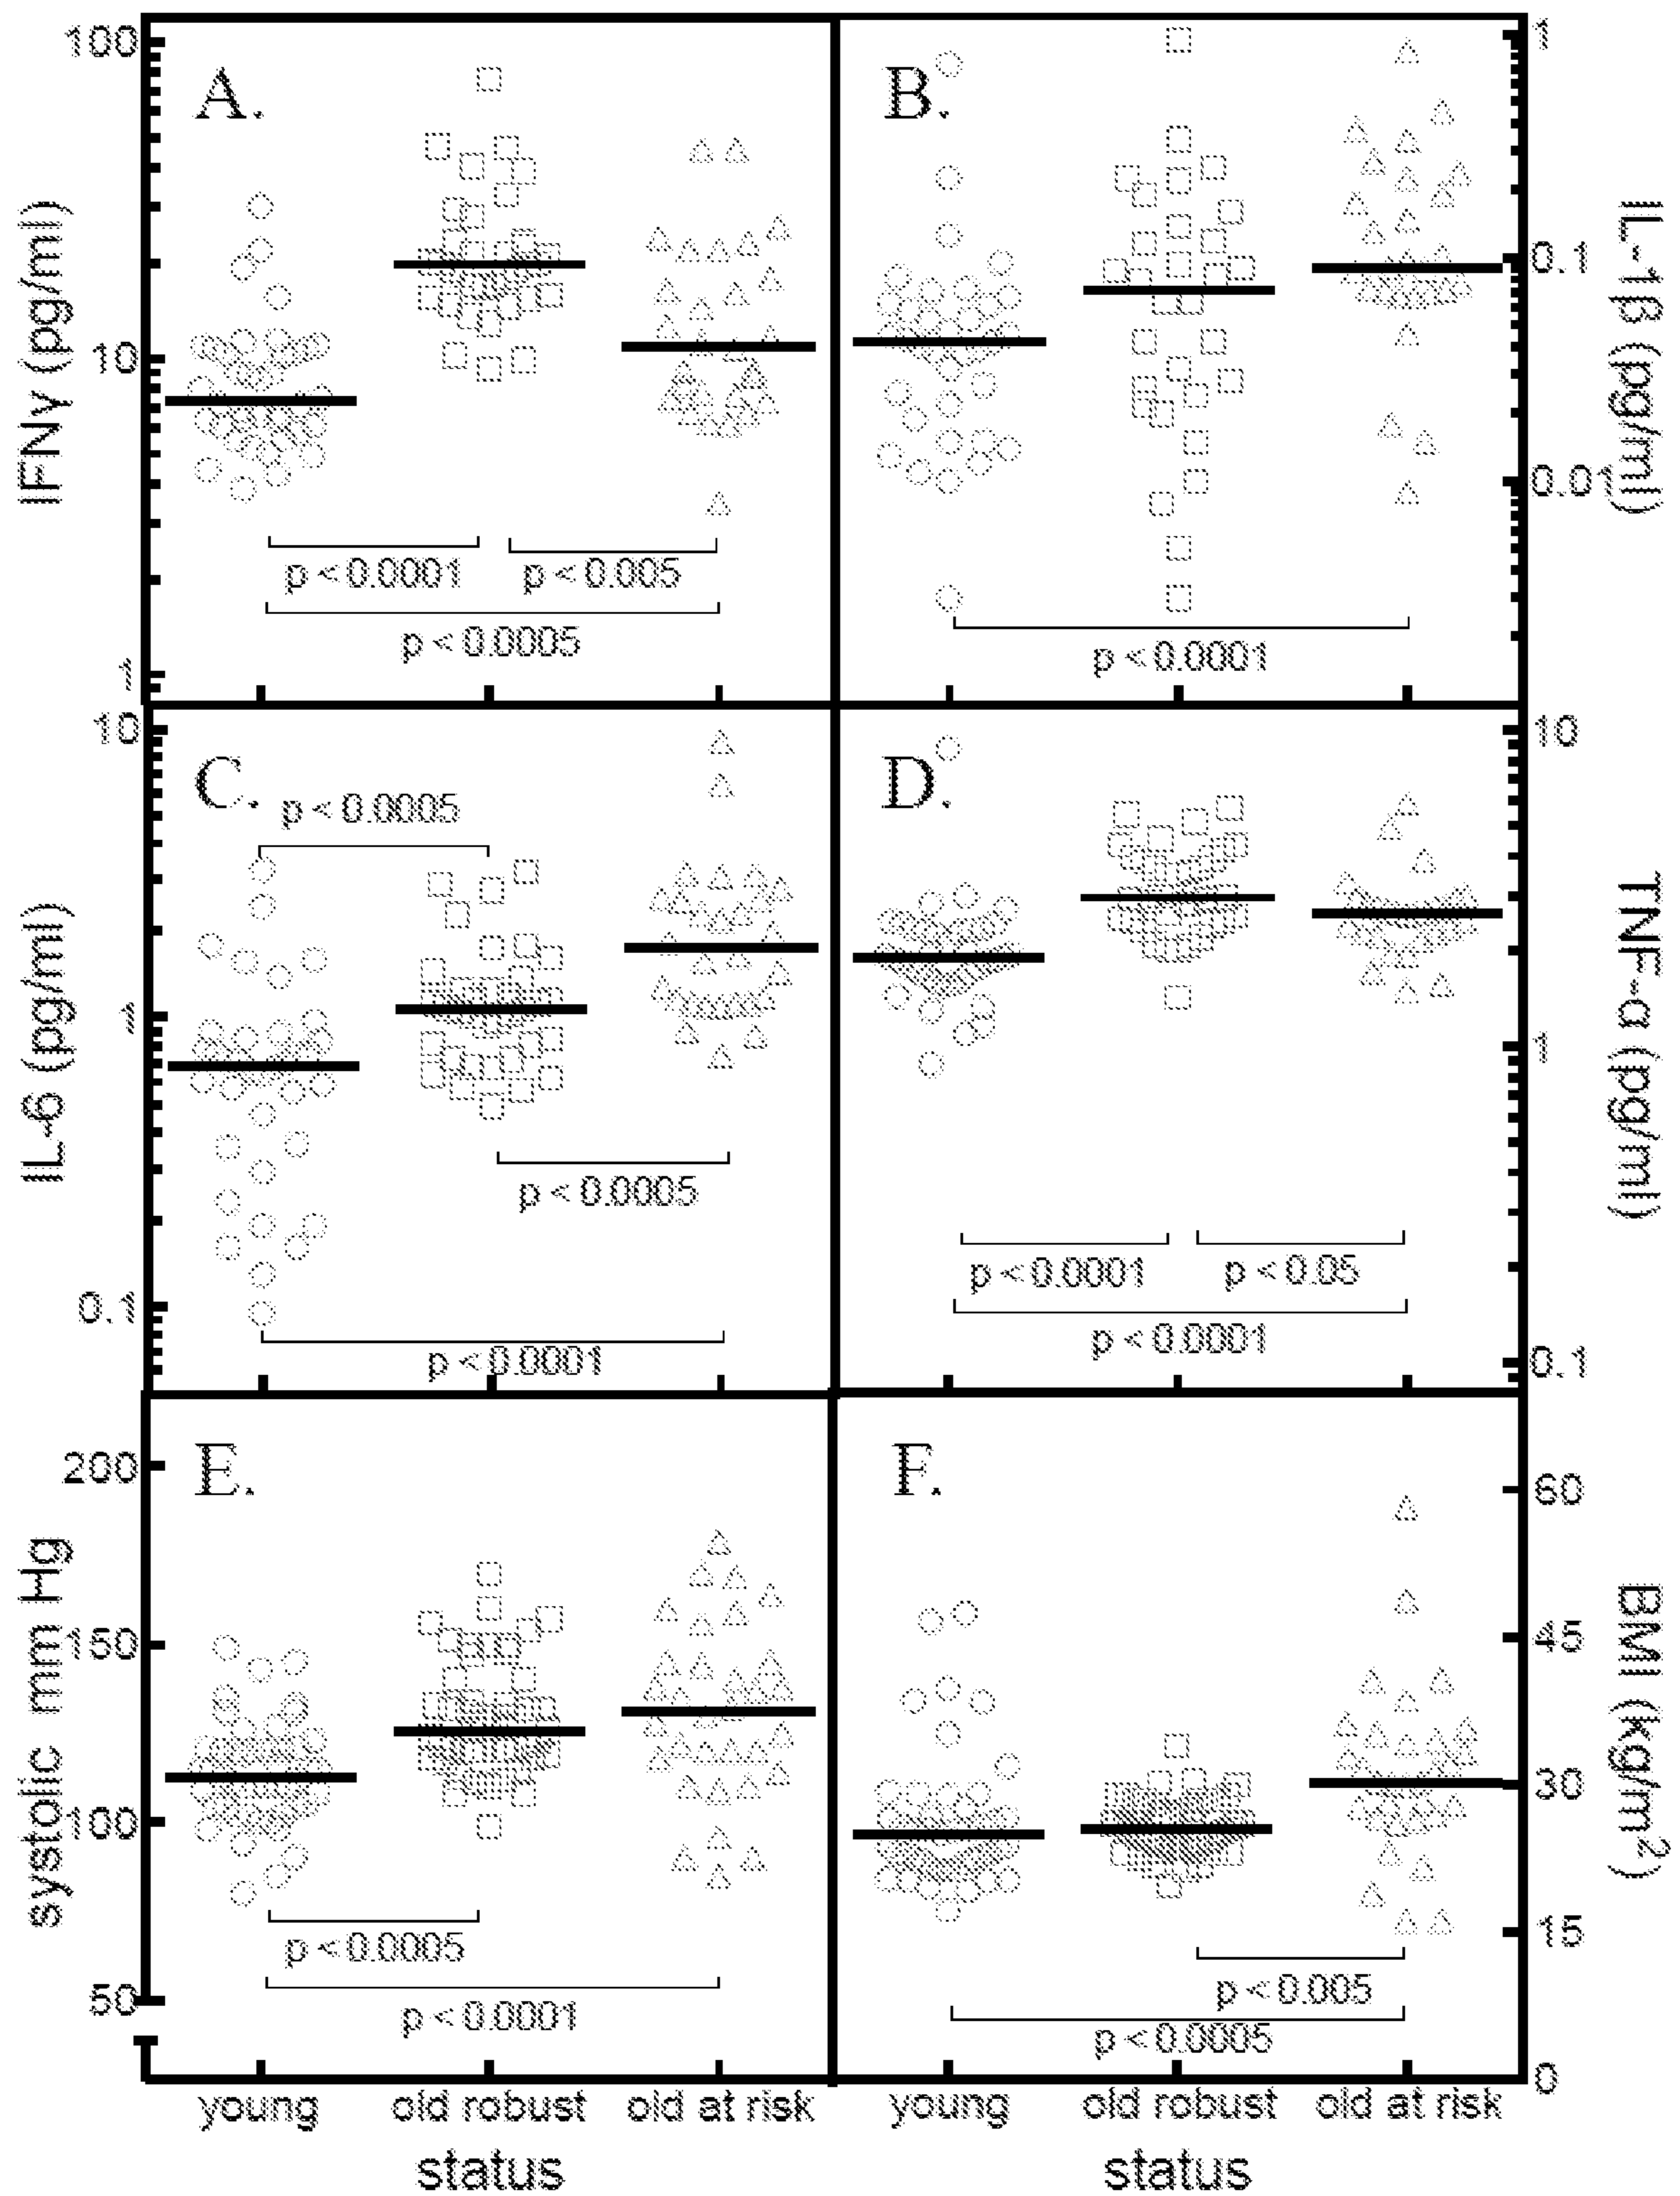 A.
IFNγ (pg/ml)
100
10
1
p < 0.0001
p < 0.005
p < 0.0005
B.
IL-1β (pg/ml)
1
0.1
0.01
p < 0.0001
C.
IL-6 (pg/ml)
10
1
0.1
p < 0.0005
p < 0.0005
p < 0.0001
D.
TNF-α (pg/ml)
10
1
0.1
p < 0.0001
p < 0.05
p < 0.0001
E.
systolic mm Hg
200
150
100
50
p < 0.0005
p < 0.0001
young old robust old at risk
status
F.
BMI (kg/m²)
60
45
30
15
0
p < 0.005
p < 0.0005
young old robust old at risk
status